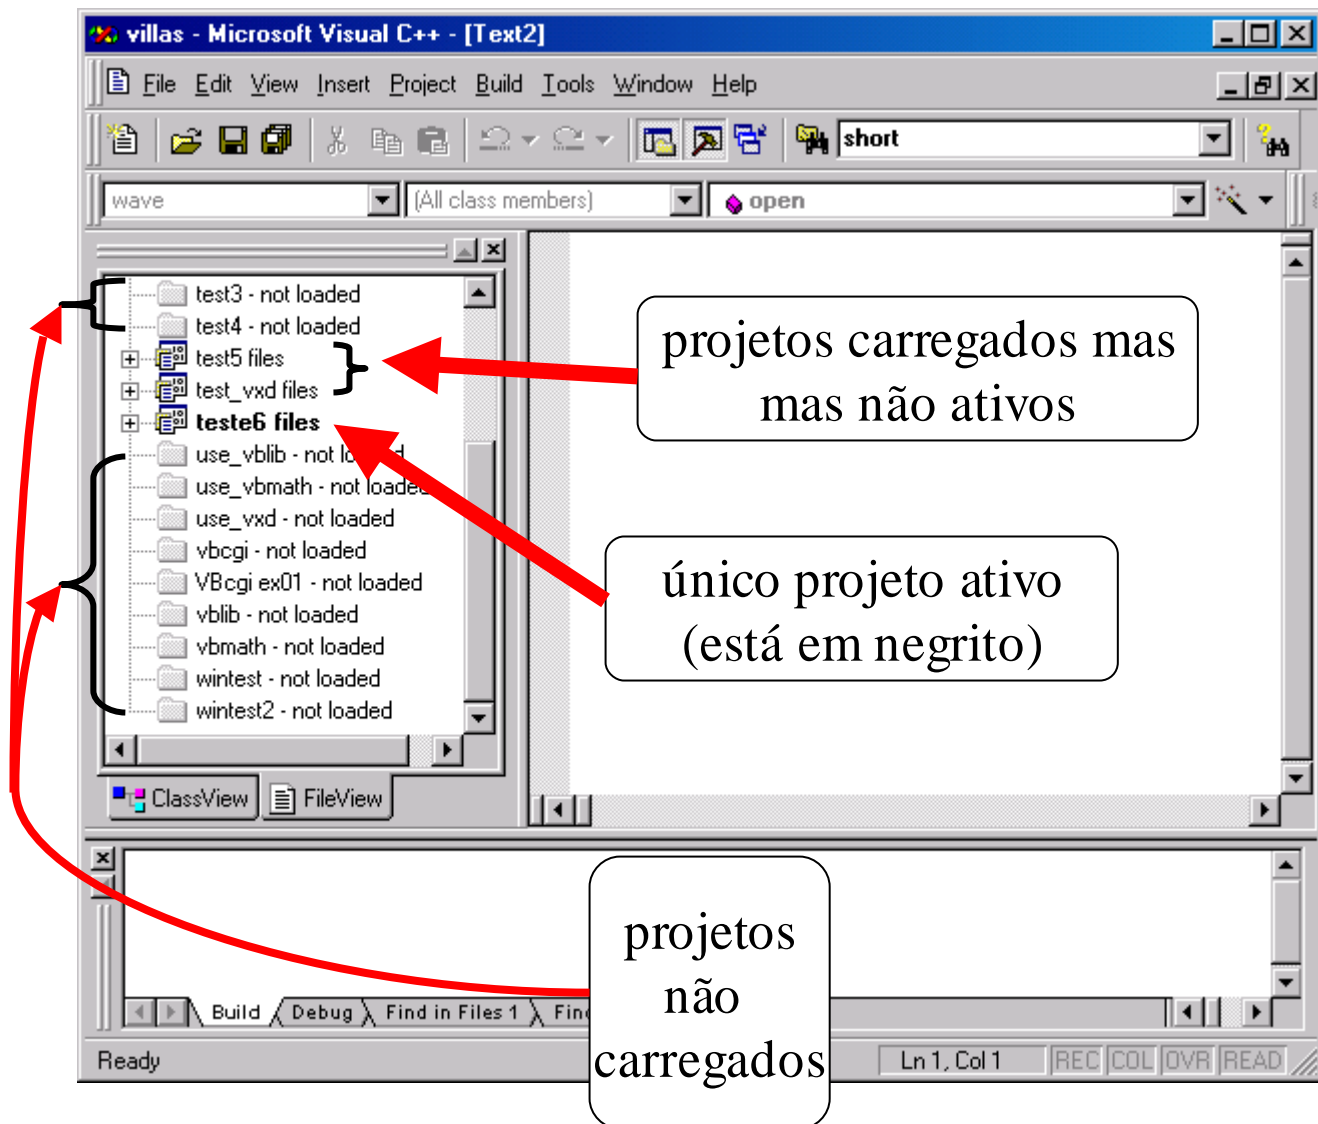 villas - Microsoft Visual C++ - [Text2]
File Edit View Insert Project Build Tools Window Help
short
wave (All class members) open
test3 - not loaded
test4 - not loaded
test5 files
test_vxd files
teste6 files
use_vblib - not loaded
use_vbmath - not loaded
use_vxd - not loaded
vbcgi - not loaded
VBcgi ex01 - not loaded
vblib - not loaded
vbmath - not loaded
wintest - not loaded
wintest2 - not loaded
ClassView FileView
projetos carregados mas
mas não ativos
único projeto ativo
(está em negrito)
projetos
não
carregados
Build Debug Find in Files 1
Ready Ln 1, Col 1 REC COL OVR READ